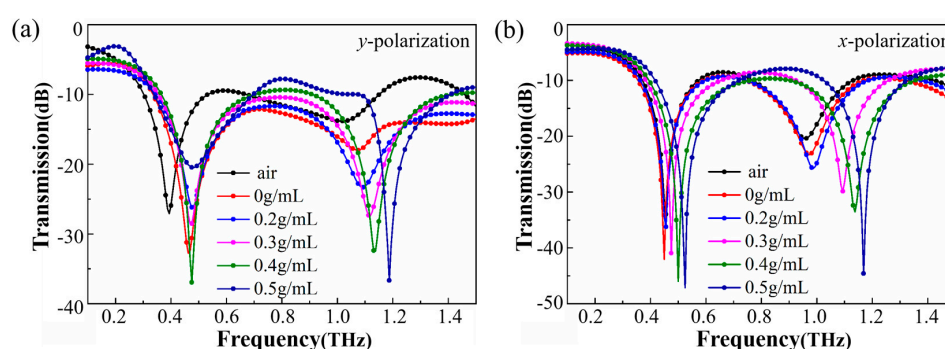 (a)
y-polarization
Transmission(dB)
0
-10
-20
-30
-40
air
0g/mL
0.2g/mL
0.3g/mL
0.4g/mL
0.5g/mL
0.2 0.4 0.6 0.8 1.0 1.2 1.4
Frequency(THz)
(b)
x-polarization
Transmission(dB)
0
-10
-20
-30
-40
-50
air
0g/mL
0.2g/mL
0.3g/mL
0.4g/mL
0.5g/mL
0.2 0.4 0.6 0.8 1.0 1.2 1.4
Frequency(THz)